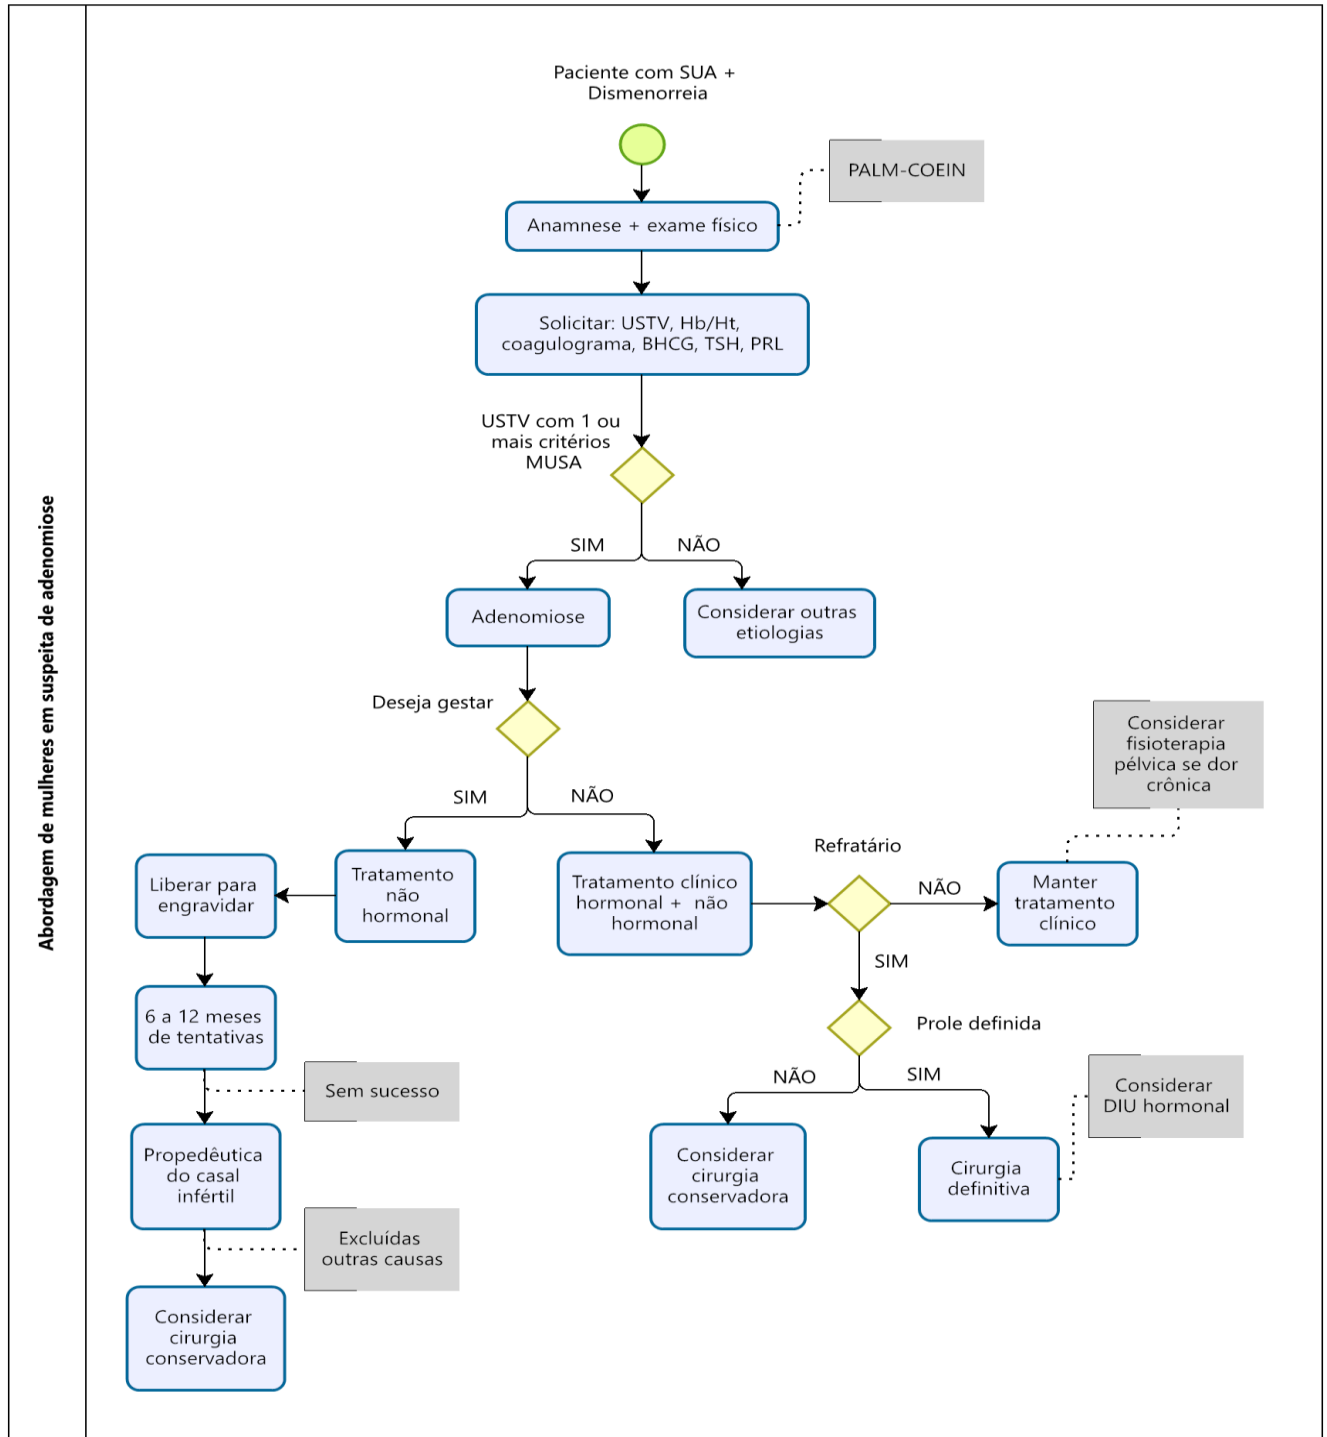 Abordagem de mulheres em suspeita de adenomiose
Paciente com SUA +
Dismenorreia
PALM-COEIN
Anamnese + exame físico
Solicitar: USTV, Hb/Ht,
coagulograma, BHCG, TSH, PRL
USTV com 1 ou
mais critérios
MUSA
SIM
NÃO
Adenomiose
Considerar outras
etiologias
Deseja gestar
SIM
NÃO
Considerar
fisioterapia
pélvica se dor
crônica
Liberar para
engravidar
Tratamento
não
hormonal
Tratamento clínico
hormonal + não
hormonal
Refratário
NÃO
Manter
tratamento
clínico
SIM
6 a 12 meses
de tentativas
Prole definida
Sem sucesso
NÃO
SIM
Considerar
DIU hormonal
Propedêutica
do casal
infértil
Considerar
cirurgia
conservadora
Cirurgia
definitiva
Excluídas
outras causas
Considerar
cirurgia
conservadora